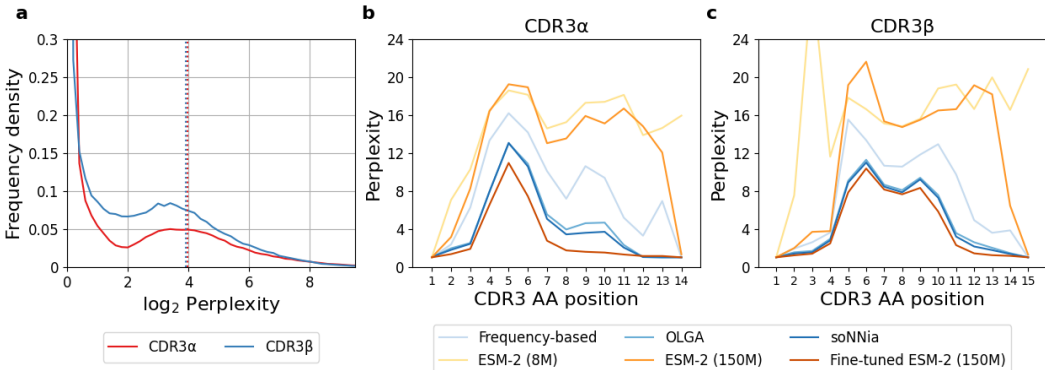 a
b
c
CDR3α
CDR3β
Frequency density
0.3
0.25
0.2
0.15
0.1
0.05
0
0 2 4 6 8
log2 Perplexity
CDR3α CDR3β
Perplexity
24
20
16
12
8
4
0
1 2 3 4 5 6 7 8 9 10 11 12 13 14
CDR3 AA position
Perplexity
24
20
16
12
8
4
0
1 2 3 4 5 6 7 8 9 10 11 12 13 14 15
CDR3 AA position
Frequency-based OLGA soNNia
ESM-2 (8M) ESM-2 (150M) Fine-tuned ESM-2 (150M)